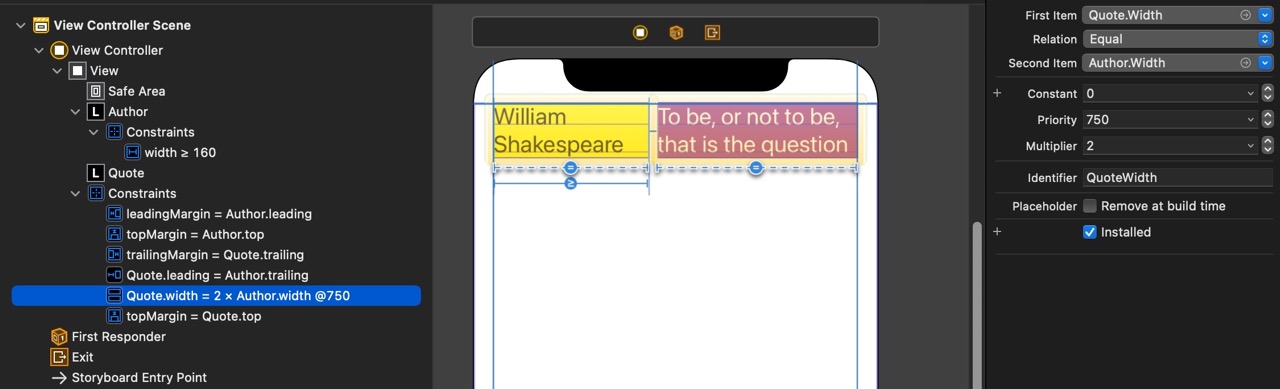 View Controller Scene
View Controller
View
Safe Area
L Author
Constraints
width ≥ 160
L Quote
Constraints
leadingMargin = Author.leading
topMargin = Author.top
trailingMargin = Quote.trailing
Quote.leading = Author.trailing
Quote.width = 2 × Author.width @750
topMargin = Quote.top
First Responder
Exit
Storyboard Entry Point
William
Shakespeare
To be, or not to be,
that is the question
=
=
≥
First Item Quote.Width
Relation Equal
Second Item Author.Width
+ Constant 0
Priority 750
Multiplier 2
Identifier QuoteWidth
Placeholder Remove at build time
+ Installed